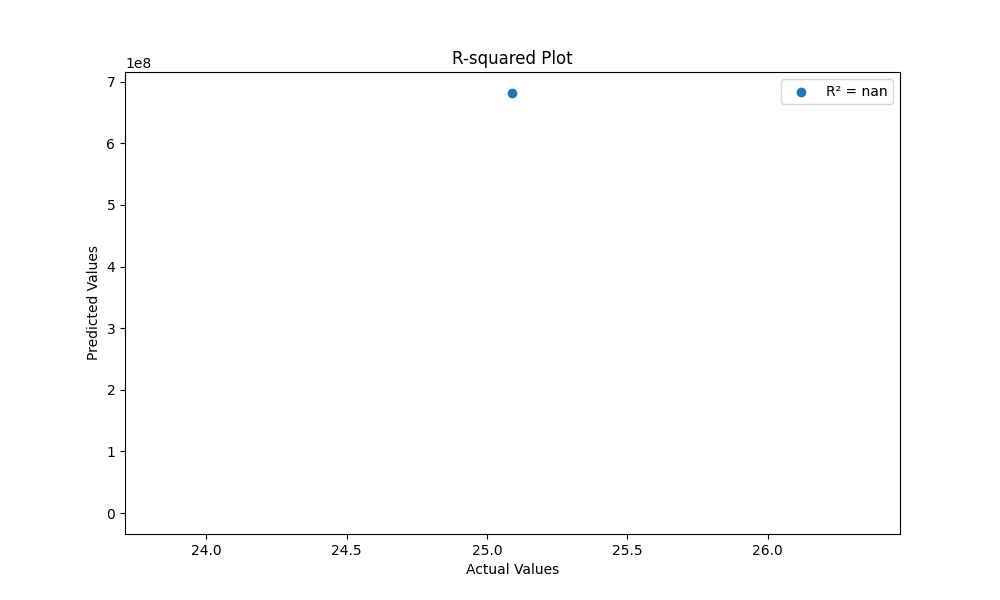 R-squared Plot
1e8
R² = nan
7
6
5
4
3
2
1
0
Predicted Values
24.0 24.5 25.0 25.5 26.0
Actual Values